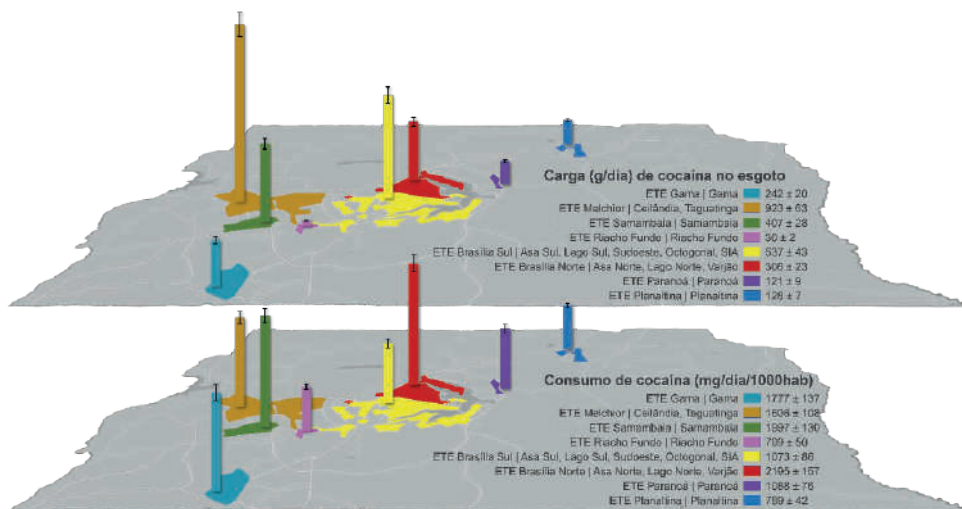 Carga (g/dia) de cocaína no esgoto
ETE Gama | Gama 242 ± 20
ETE Melchior | Ceilândia, Taguatinga 923 ± 63
ETE Samambaia | Samambaia 407 ± 28
ETE Riacho Fundo | Riacho Fundo 30 ± 2
ETE Brasília Sul | Asa Sul, Lago Sul, Sudoeste, Octogonal, SIA 537 ± 43
ETE Brasília Norte | Asa Norte, Lago Norte, Varjão 306 ± 23
ETE Paranoá | Paranoá 121 ± 9
ETE Planaltina | Planaltina 126 ± 7
Consumo de cocaína (mg/dia/1000hab)
ETE Gama | Gama 1777 ± 137
ETE Melchior | Ceilândia, Taguatinga 1606 ± 108
ETE Samambaia | Samambaia 1997 ± 130
ETE Riacho Fundo | Riacho Fundo 709 ± 50
ETE Brasília Sul | Asa Sul, Lago Sul, Sudoeste, Octogonal, SIA 1073 ± 86
ETE Brasília Norte | Asa Norte, Lago Norte, Varjão 2195 ± 157
ETE Paranoá | Paranoá 1088 ± 76
ETE Planaltina | Planaltina 789 ± 42